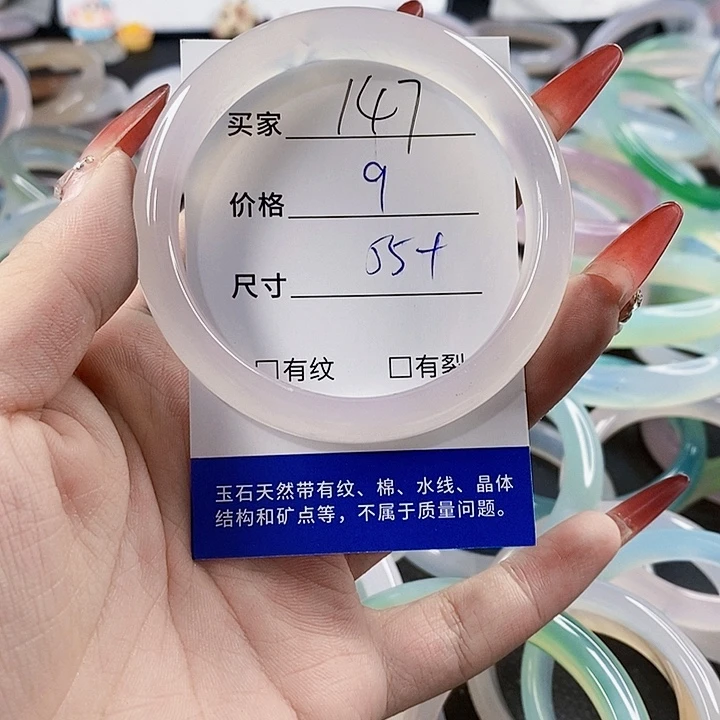 买家 147
价格 9
尺寸 55+
□有纹 □有裂
玉石天然带有纹、棉、水线、晶体
结构和矿点等，不属于质量问题。